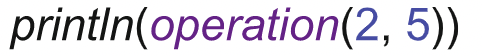 println(operation(2, 5))